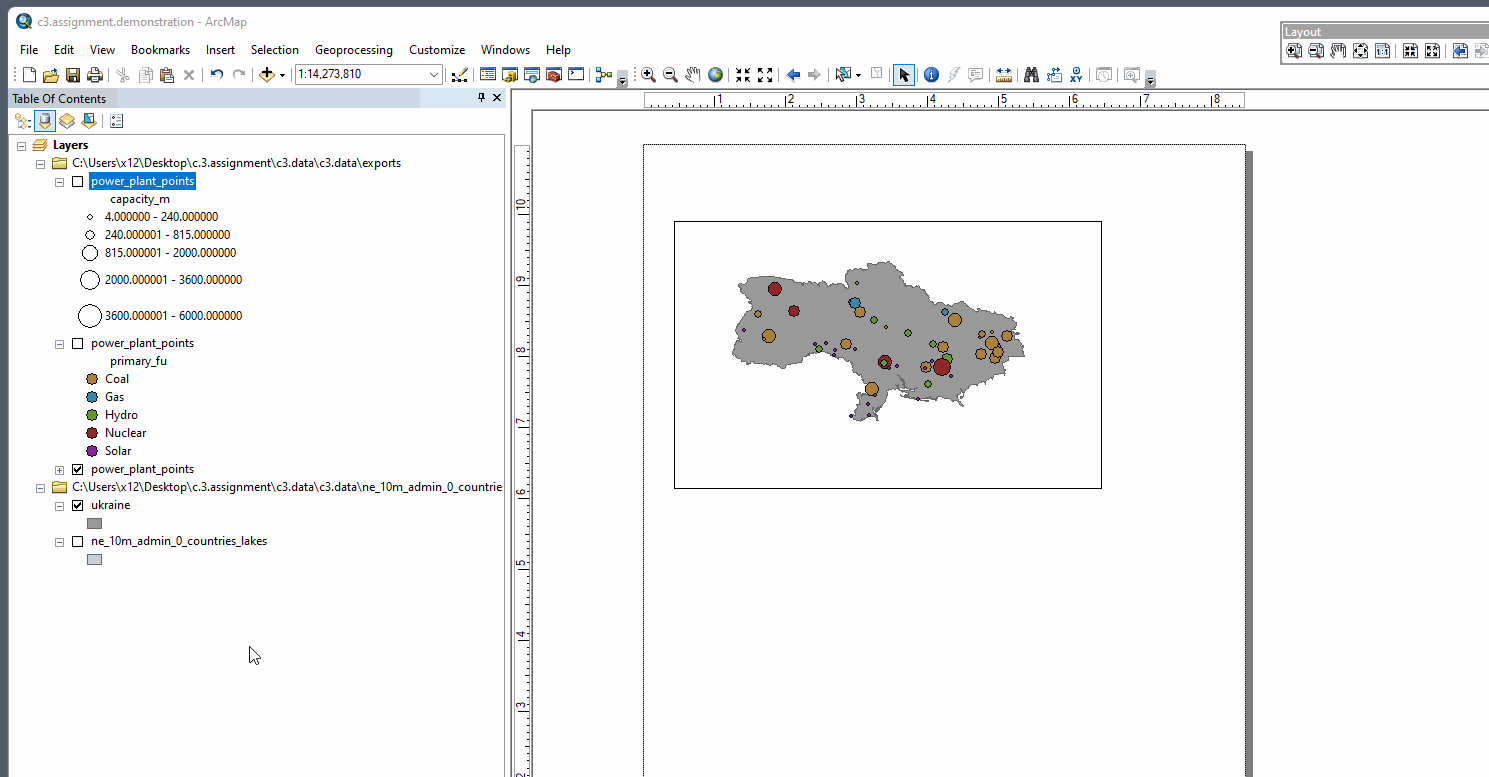 c3.assignment.demonstration - ArcMap
Layout
File Edit View Bookmarks Insert Selection Geoprocessing Customize Windows Help
1:14,273,810
Table Of Contents
Layers
C:\Users\x12\Desktop\c.3.assignment\c3.data\c3.data\exports
power_plant_points
capacity_m
4.000000 - 240.000000
240.000001 - 815.000000
815.000001 - 2000.000000
2000.000001 - 3600.000000
3600.000001 - 6000.000000
power_plant_points
primary_fu
Coal
Gas
Hydro
Nuclear
Solar
power_plant_points
C:\Users\x12\Desktop\c.3.assignment\c3.data\c3.data\ne_10m_admin_0_countrie
ukraine
ne_10m_admin_0_countries_lakes
1 2 3 4 5 6 7 8
10
9
8
7
6
5
4
3